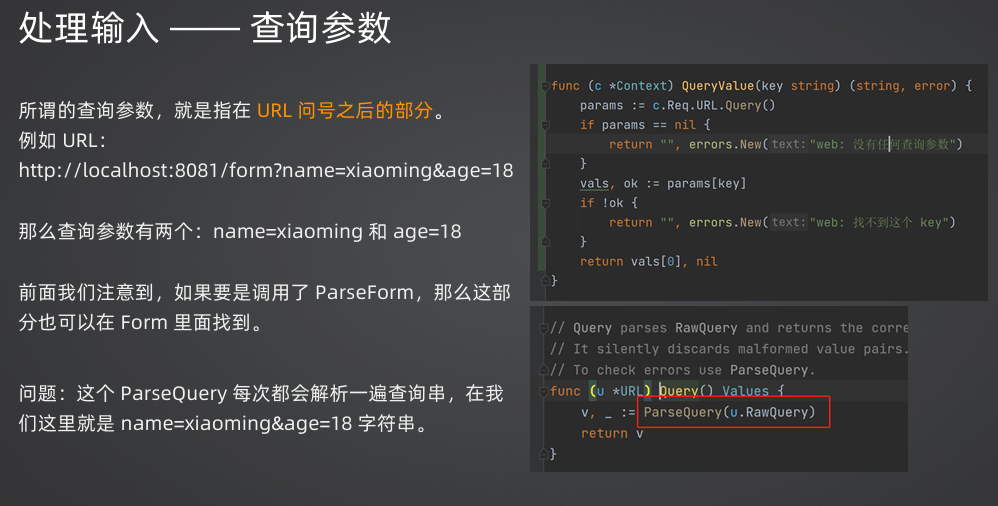 处理输入 —— 查询参数
所谓的查询参数，就是指在 URL 问号之后的部分。
例如 URL：
http://localhost:8081/form?name=xiaoming&age=18
那么查询参数有两个：name=xiaoming 和 age=18
前面我们注意到，如果要是调用了 ParseForm，那么这部
分也可以在 Form 里面找到。
问题：这个 ParseQuery 每次都会解析一遍查询串，在我
们这里就是 name=xiaoming&age=18 字符串。
func (c *Context) QueryValue(key string) (string, error) {
params := c.Req.URL.Query()
if params == nil {
return "", errors.New( text: "web: 没有任何查询参数")
}
vals, ok := params[key]
if !ok {
return "", errors.New( text: "web: 找不到这个 key")
}
return vals[0], nil
}
// Query parses RawQuery and returns the corre
// It silently discards malformed value pairs.
// To check errors use ParseQuery.
func (u *URL) Query() Values {
v, _ := ParseQuery(u.RawQuery)
return v
}